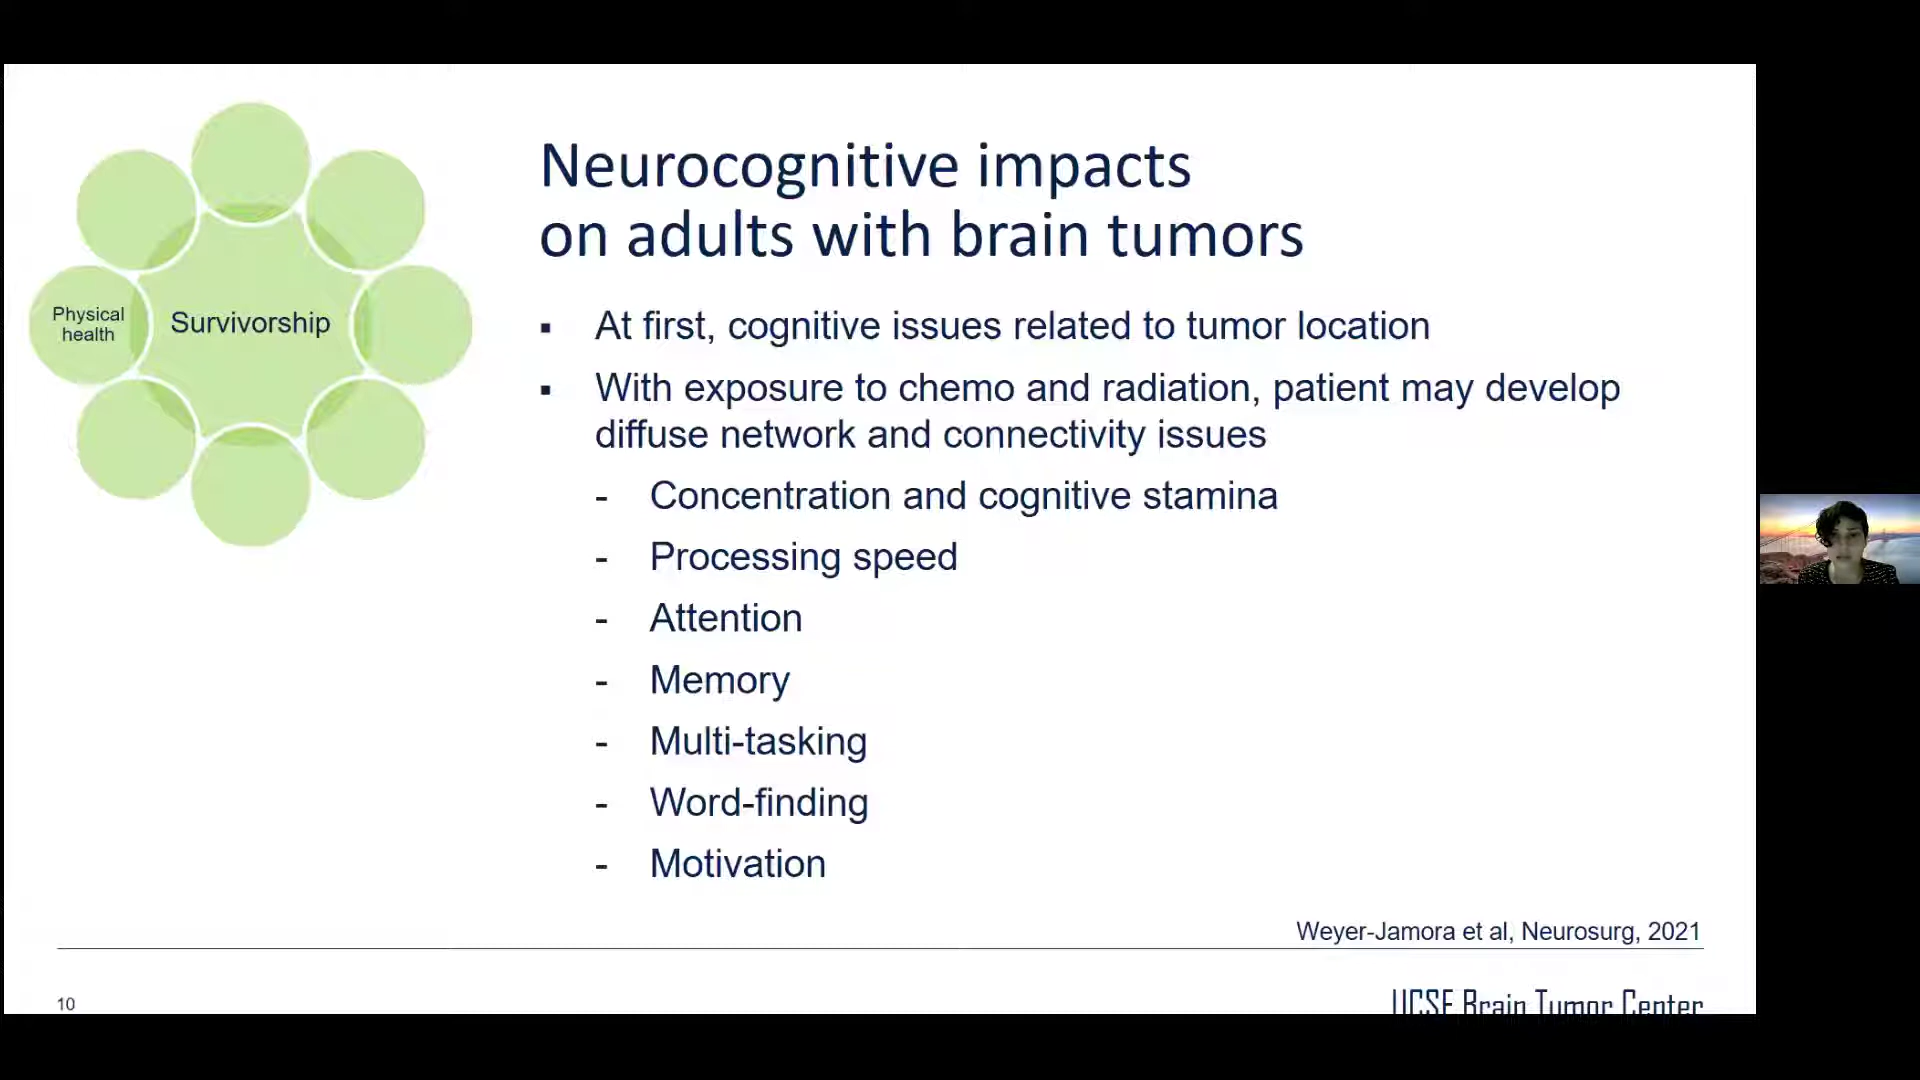 Neurocognitive impacts
on adults with brain tumors
Physical
health
Survivorship
▪ At first, cognitive issues related to tumor location
▪ With exposure to chemo and radiation, patient may develop
diffuse network and connectivity issues
- Concentration and cognitive stamina
- Processing speed
- Attention
- Memory
- Multi-tasking
- Word-finding
- Motivation
Weyer-Jamora et al, Neurosurg, 2021
10
UCSF Brain Tumor Center